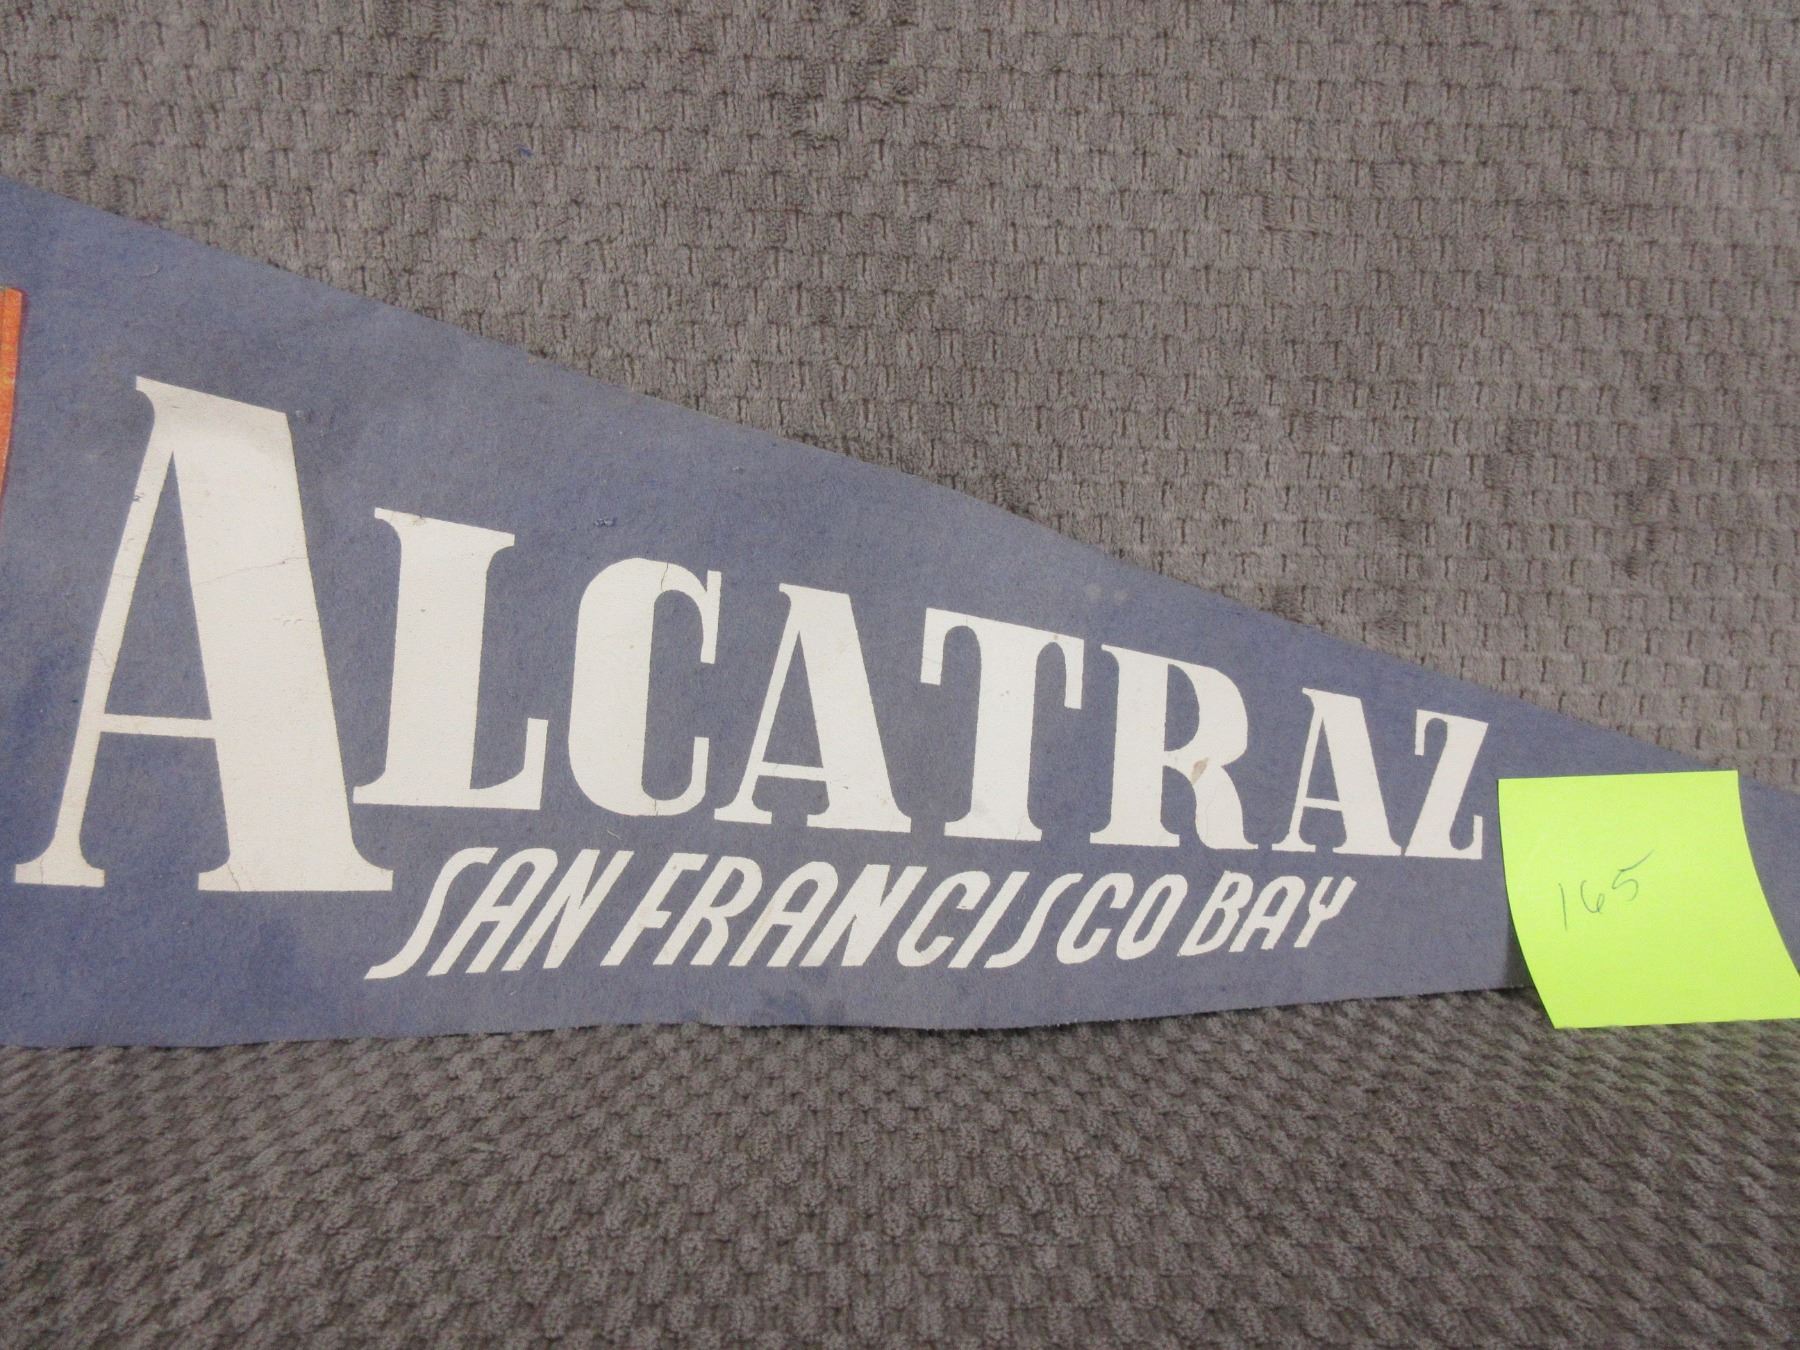 ALCATRAZ
SAN FRANCISCO BAY
165